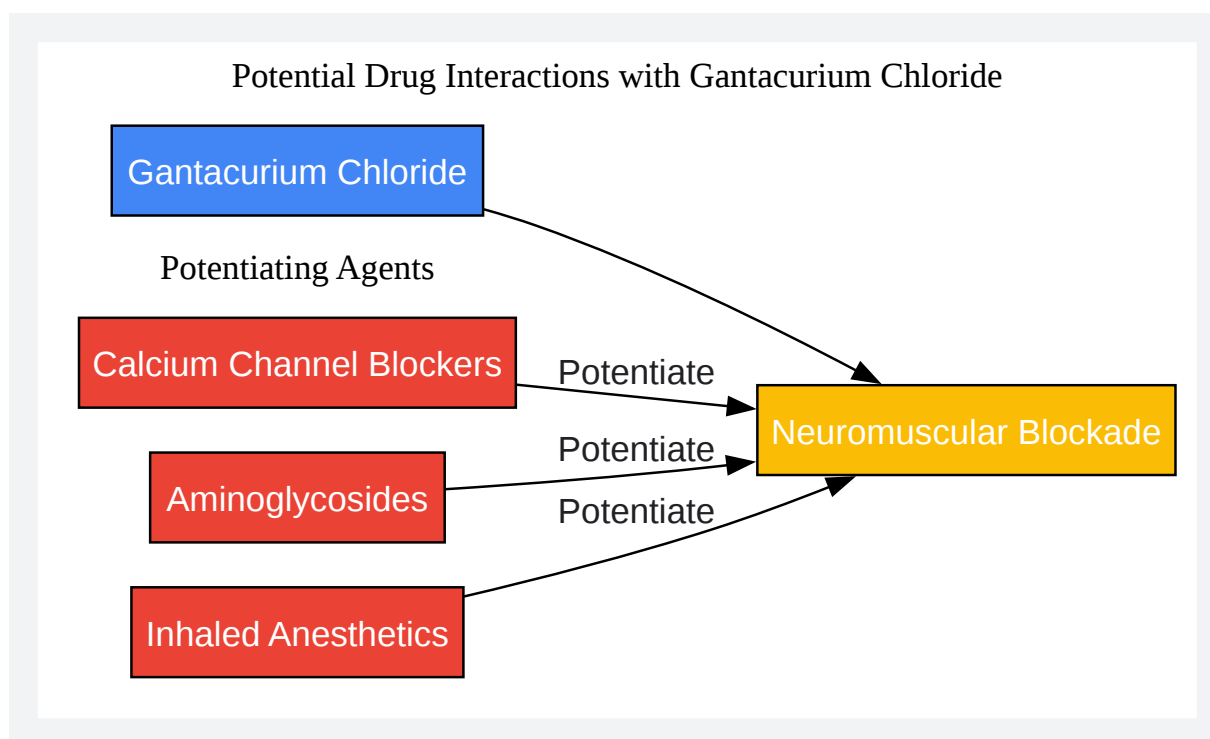 Potential Drug Interactions with Gantacurium Chloride
Gantacurium Chloride
Potentiating Agents
Calcium Channel Blockers
Potentiate
Neuromuscular Blockade
Potentiate
Aminoglycosides
Potentiate
Inhaled Anesthetics